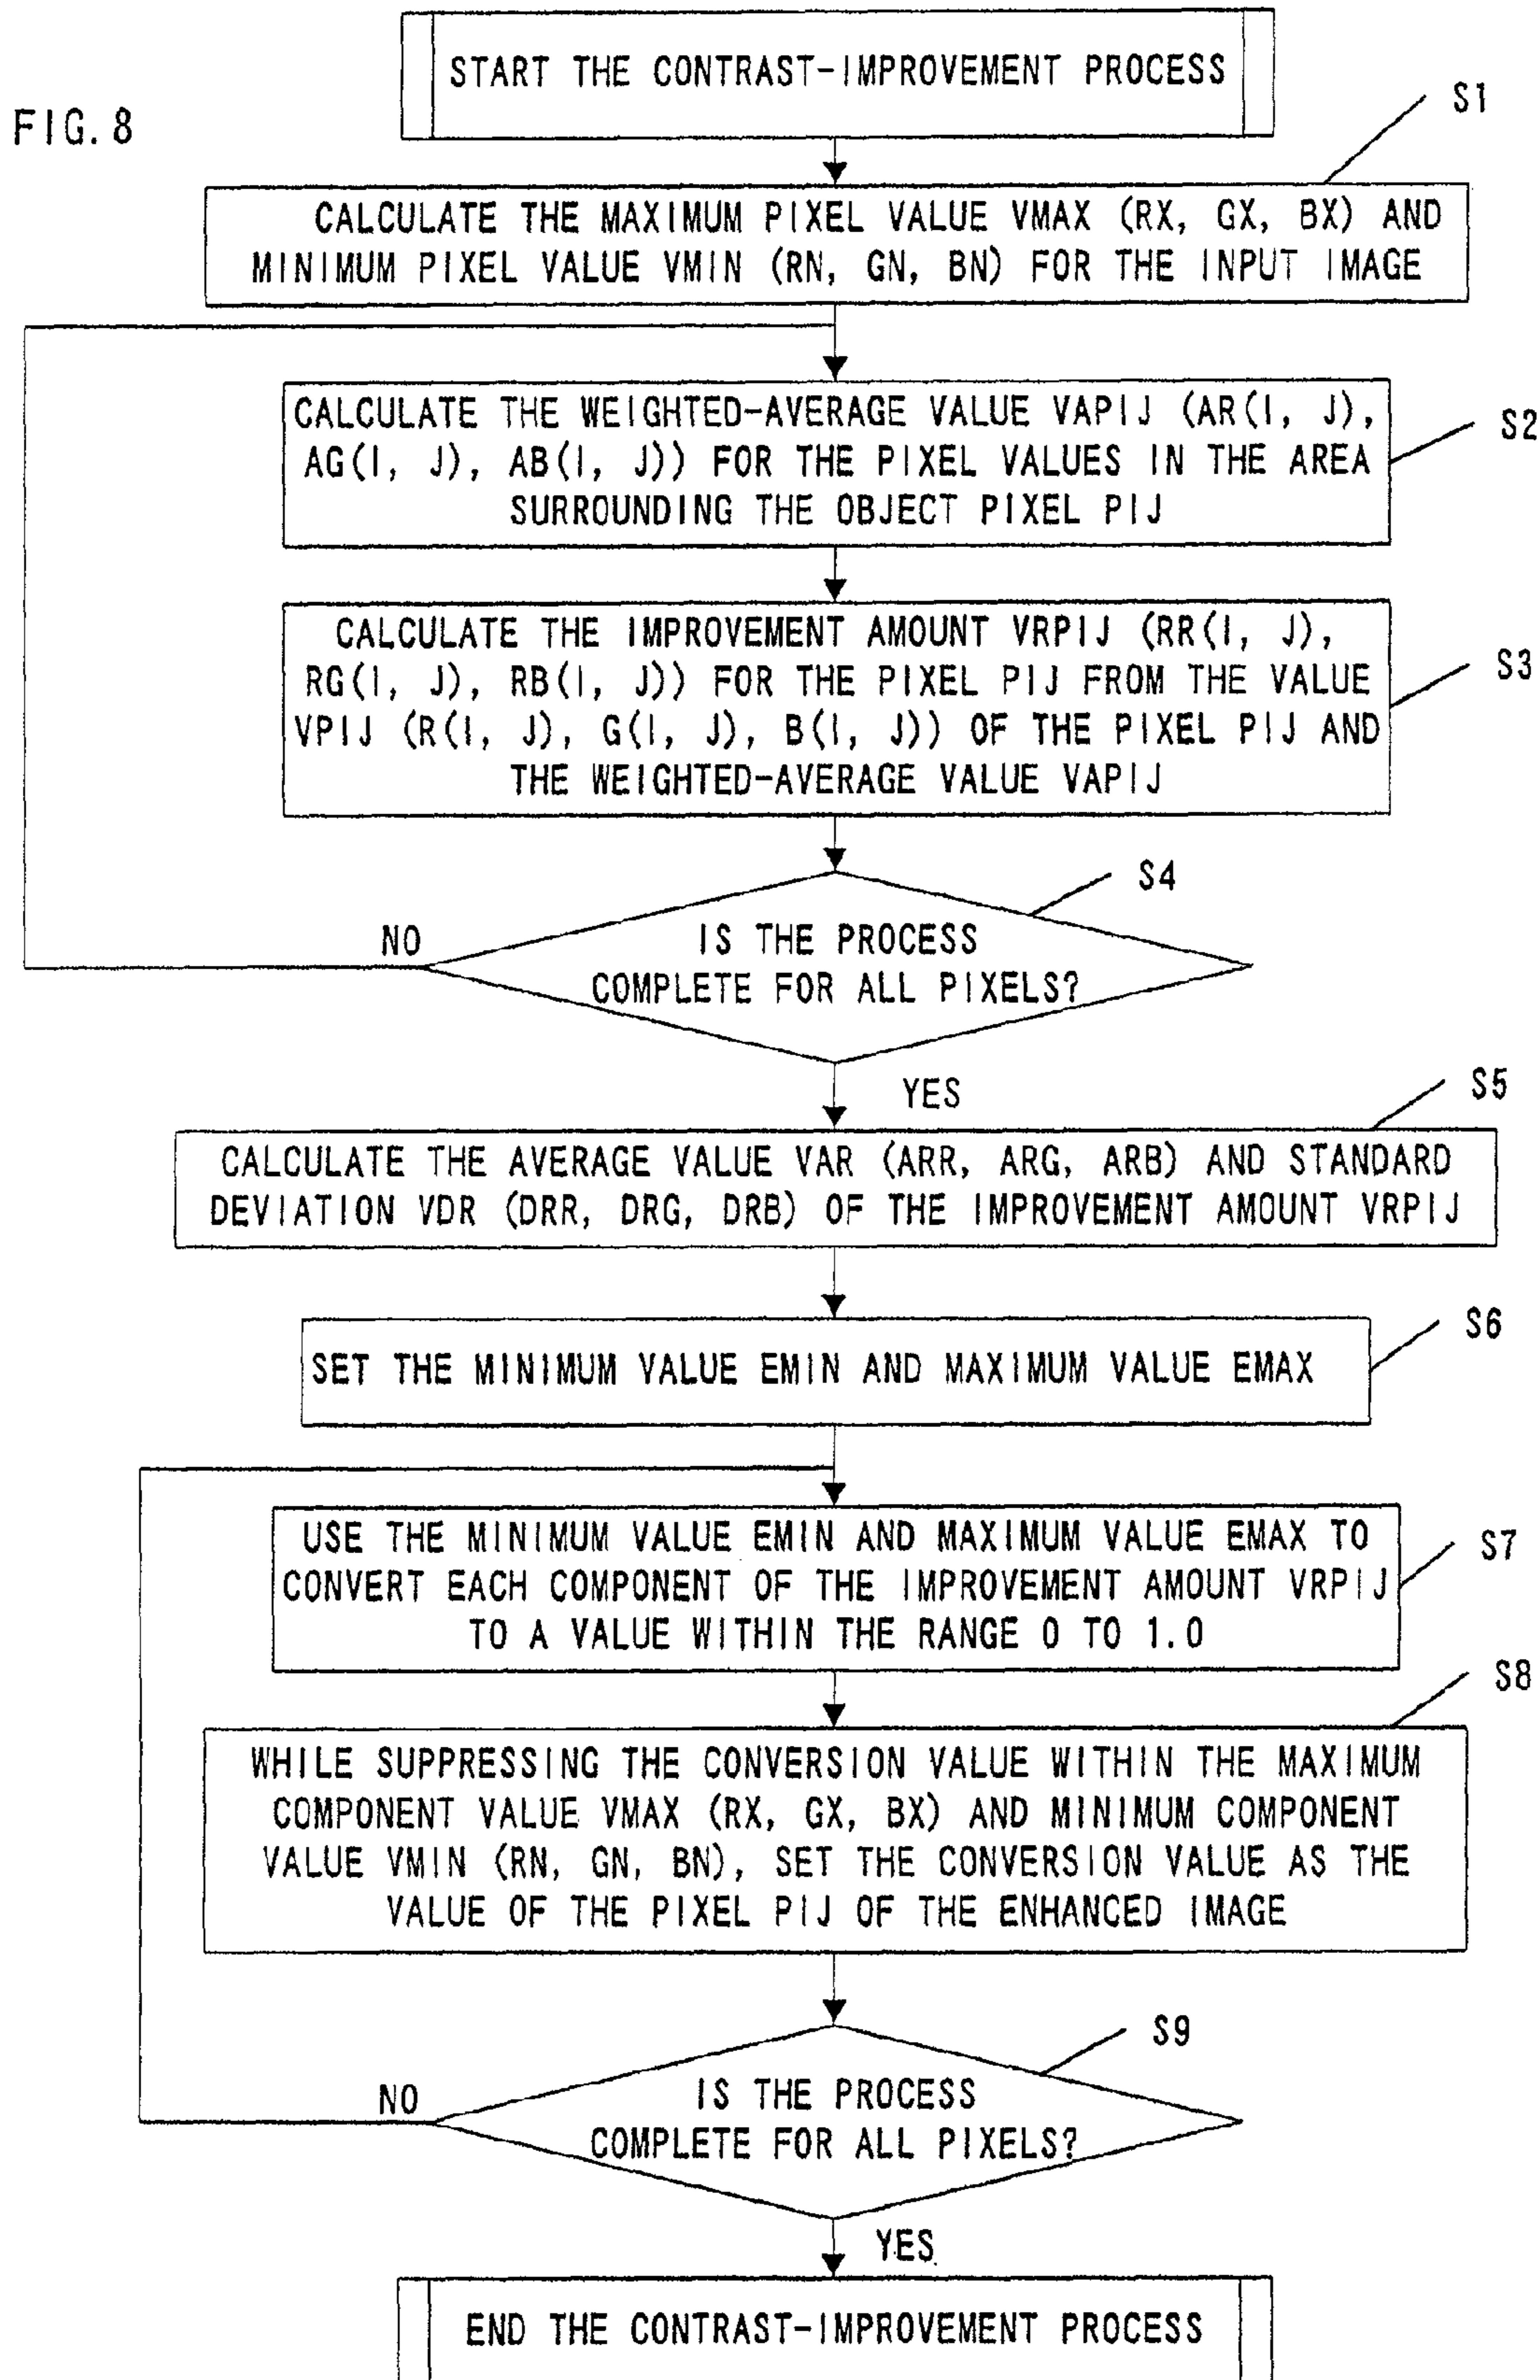 START THE CONTRAST-IMPROVEMENT PROCESS
FIG. 8
S1
CALCULATE THE MAXIMUM PIXEL VALUE VMAX (RX, GX, BX) AND
MINIMUM PIXEL VALUE VMIN (RN, GN, BN) FOR THE INPUT IMAGE
S2
CALCULATE THE WEIGHTED-AVERAGE VALUE VAPIJ (AR(I, J),
AG(I, J), AB(I, J)) FOR THE PIXEL VALUES IN THE AREA
SURROUNDING THE OBJECT PIXEL PIJ
S3
CALCULATE THE IMPROVEMENT AMOUNT VRPIJ (RR(I, J),
RG(I, J), RB(I, J)) FOR THE PIXEL PIJ FROM THE VALUE
VPIJ (R(I, J), G(I, J), B(I, J)) OF THE PIXEL PIJ AND
THE WEIGHTED-AVERAGE VALUE VAPIJ
S4
NO
IS THE PROCESS
COMPLETE FOR ALL PIXELS?
YES
S5
CALCULATE THE AVERAGE VALUE VAR (ARR, ARG, ARB) AND STANDARD
DEVIATION VDR (DRR, DRG, DRB) OF THE IMPROVEMENT AMOUNT VRPIJ
S6
SET THE MINIMUM VALUE EMIN AND MAXIMUM VALUE EMAX
S7
USE THE MINIMUM VALUE EMIN AND MAXIMUM VALUE EMAX TO
CONVERT EACH COMPONENT OF THE IMPROVEMENT AMOUNT VRPIJ
TO A VALUE WITHIN THE RANGE 0 TO 1.0
S8
WHILE SUPPRESSING THE CONVERSION VALUE WITHIN THE MAXIMUM
COMPONENT VALUE VMAX (RX, GX, BX) AND MINIMUM COMPONENT
VALUE VMIN (RN, GN, BN), SET THE CONVERSION VALUE AS THE
VALUE OF THE PIXEL PIJ OF THE ENHANCED IMAGE
S9
NO
IS THE PROCESS
COMPLETE FOR ALL PIXELS?
YES
END THE CONTRAST-IMPROVEMENT PROCESS